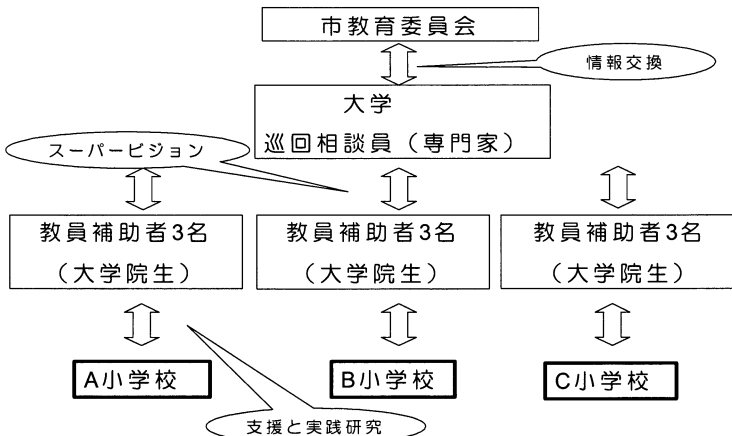 市教育委員会
情報交換
大学
巡回相談員（専門家）
スーパービジョン
教員補助者3名
（大学院生）
教員補助者3名
（大学院生）
教員補助者3名
（大学院生）
A小学校
B小学校
C小学校
支援と実践研究